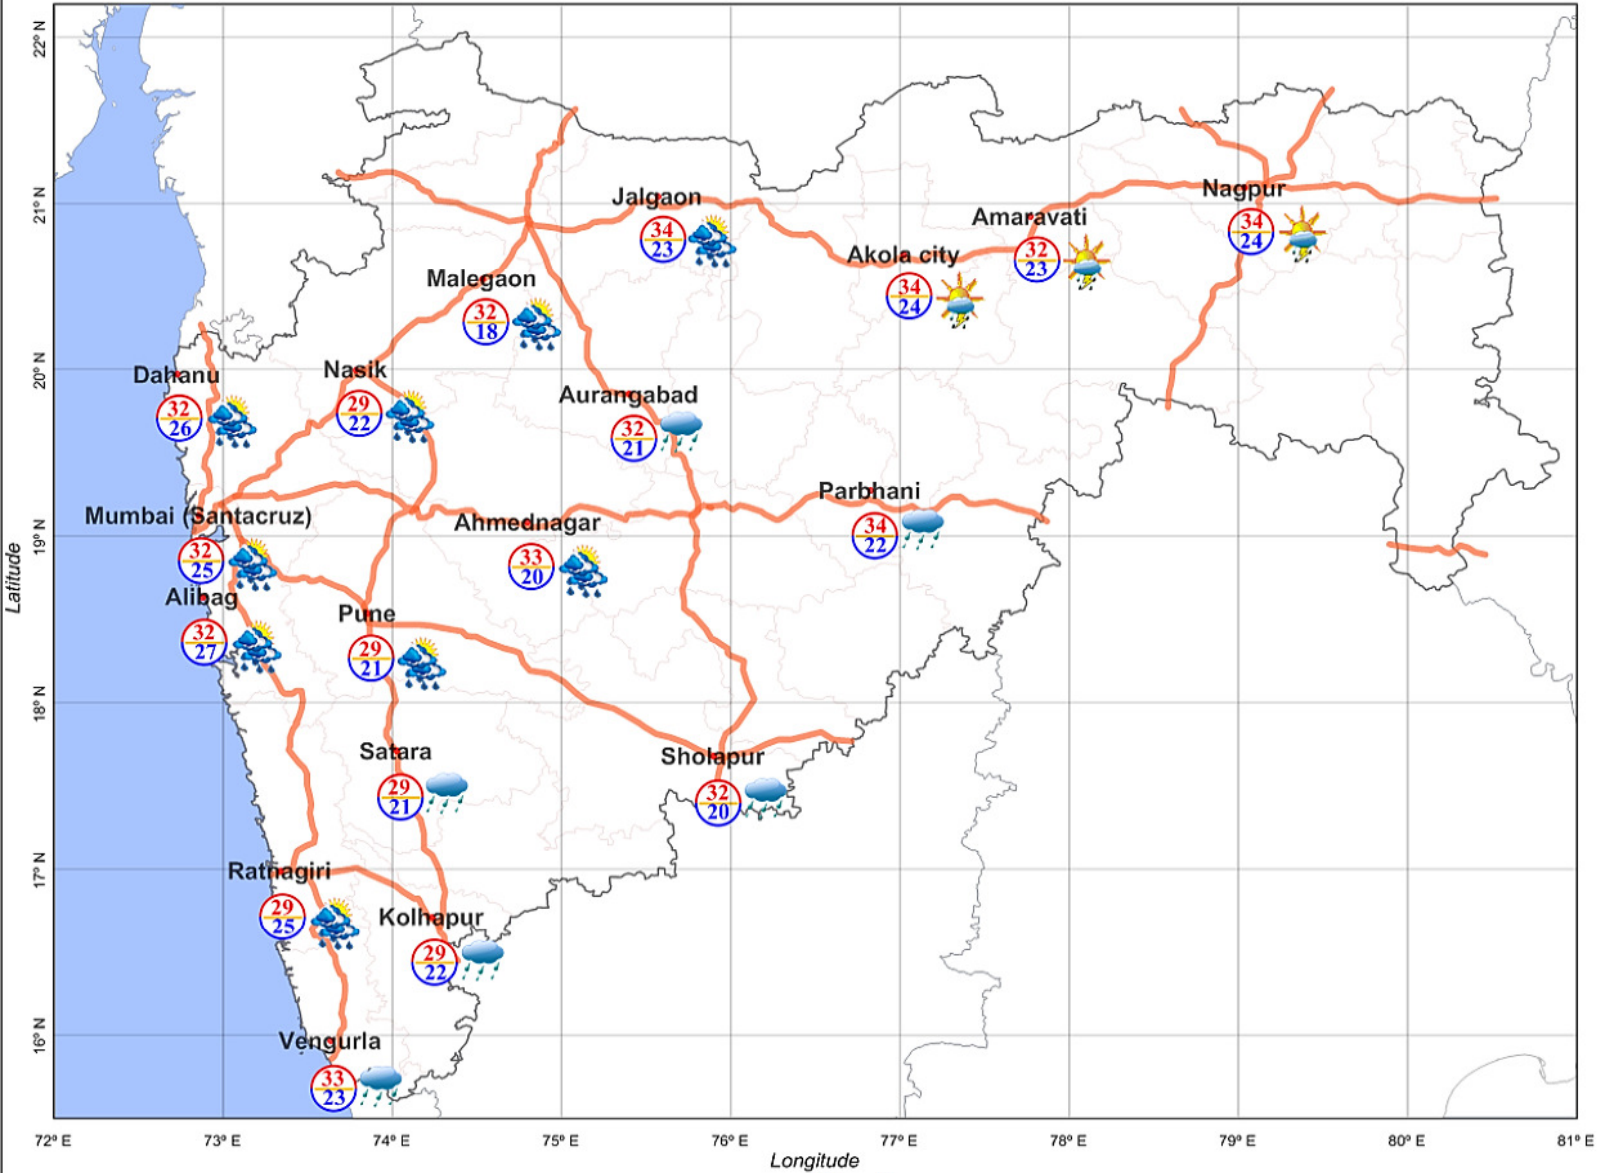 22° N
21° N
20° N
19° N
18° N
17° N
16° N
Latitude
Jalgaon
34
23
Nagpur
34
24
Amaravati
32
23
Akola city
34
24
Malegaon
32
18
Dahanu
32
26
Nasik
29
22
Aurangabad
32
21
Parbhani
34
22
Mumbai (Santacruz)
32
25
Ahmednagar
33
20
Alibag
32
27
Pune
29
21
Satara
29
21
Sholapur
32
20
Ratnagiri
29
25
Kolhapur
29
22
Vengurla
33
23
72° E 73° E 74° E 75° E 76° E 77° E 78° E 79° E 80° E 81° E
Longitude